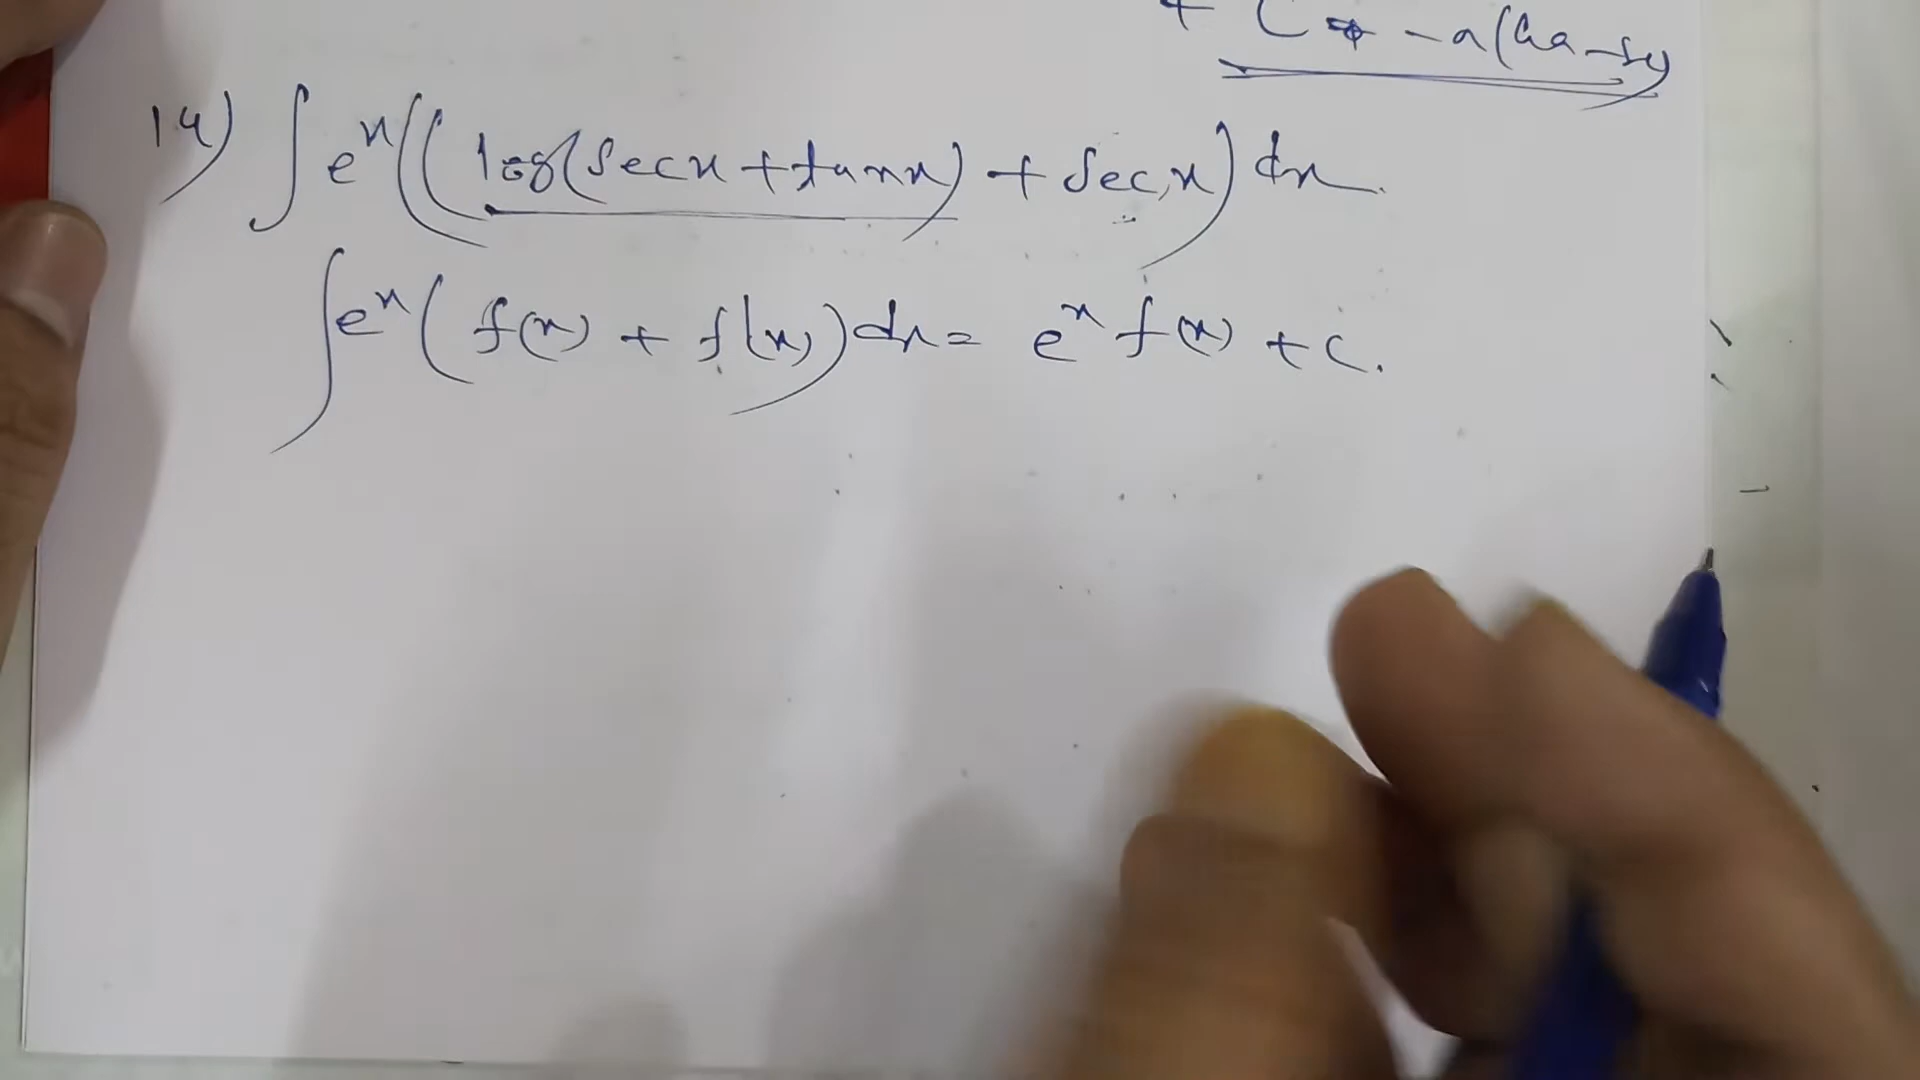 + C - a(
14) ∫ eˣ((log(secx + tanx) + secx) dx.
∫ eˣ( f(x) + f'(x)) dx = eˣ f(x) + c.